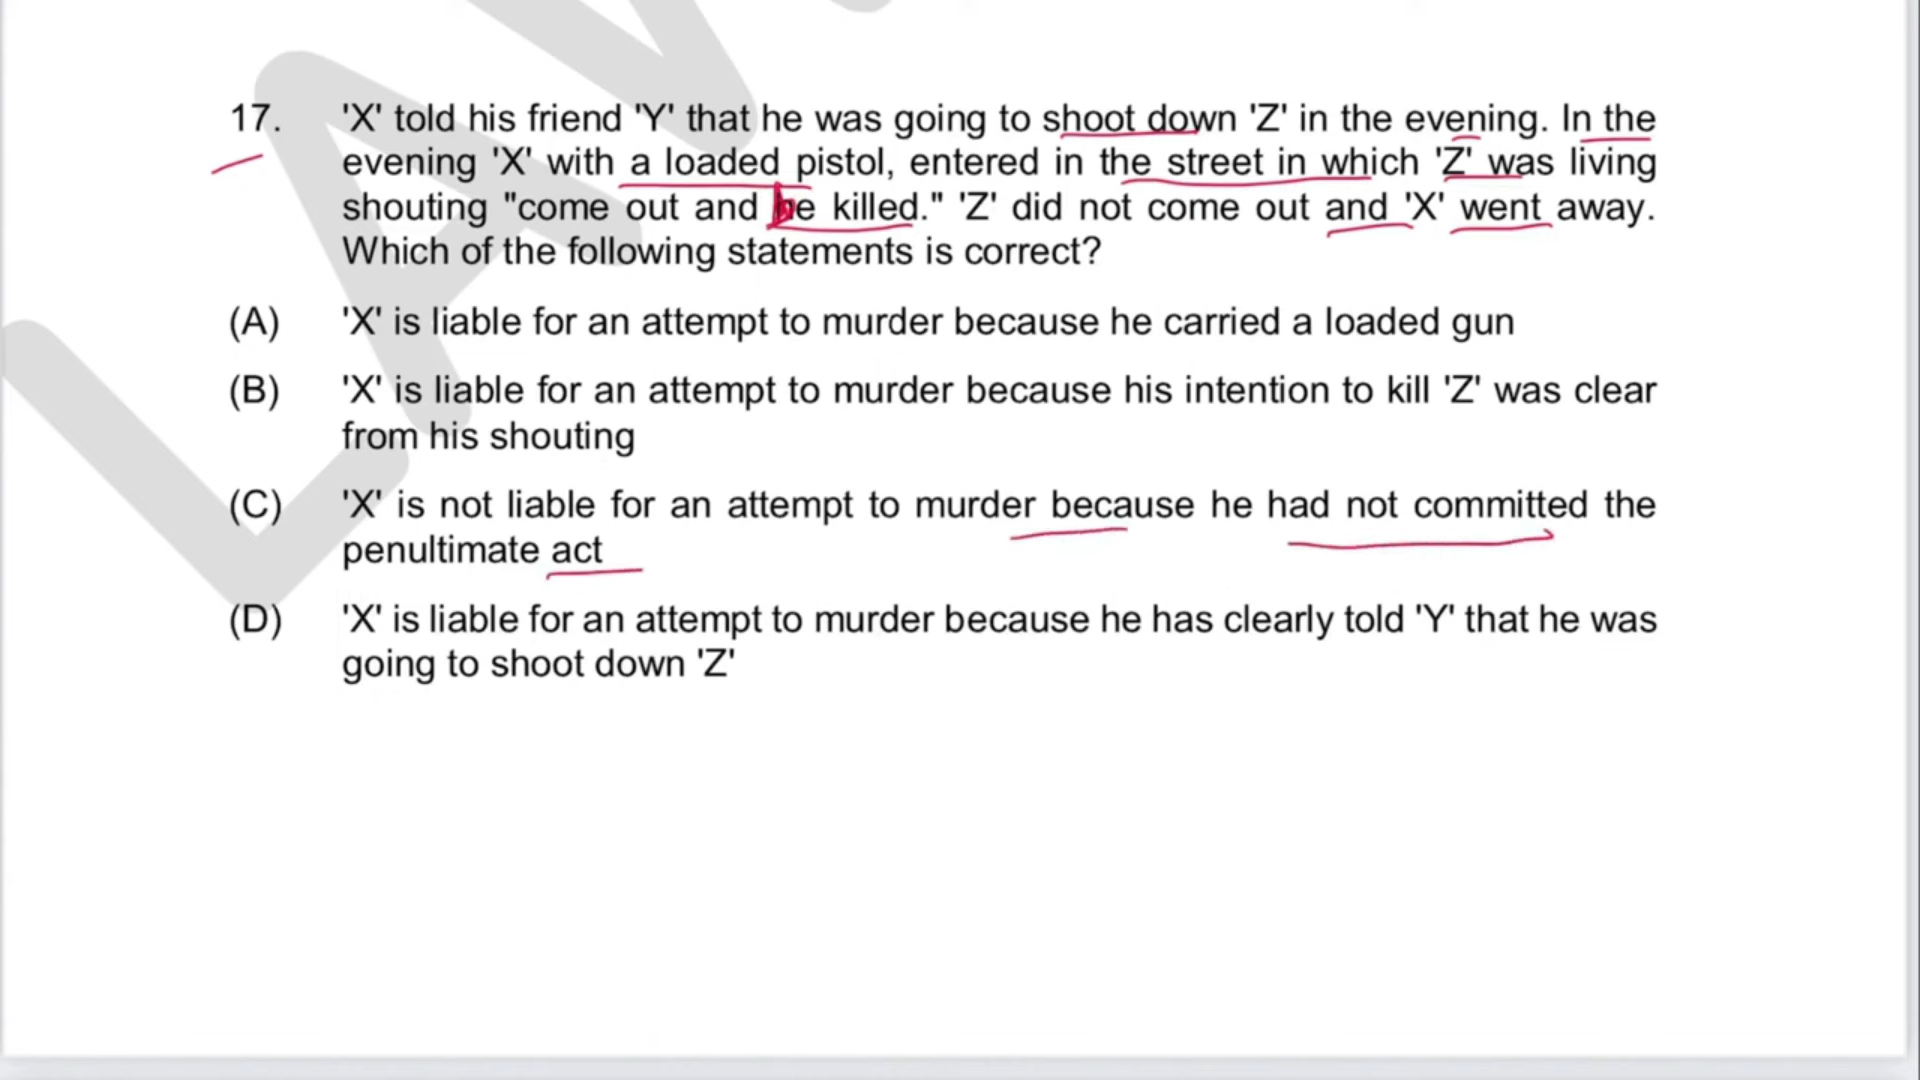 17. 'X' told his friend 'Y' that he was going to shoot down 'Z' in the evening. In the
evening 'X' with a loaded pistol, entered in the street in which 'Z' was living
shouting "come out and be killed." 'Z' did not come out and 'X' went away.
Which of the following statements is correct?
(A) 'X' is liable for an attempt to murder because he carried a loaded gun
(B) 'X' is liable for an attempt to murder because his intention to kill 'Z' was clear
from his shouting
(C) 'X' is not liable for an attempt to murder because he had not committed the
penultimate act
(D) 'X' is liable for an attempt to murder because he has clearly told 'Y' that he was
going to shoot down 'Z'